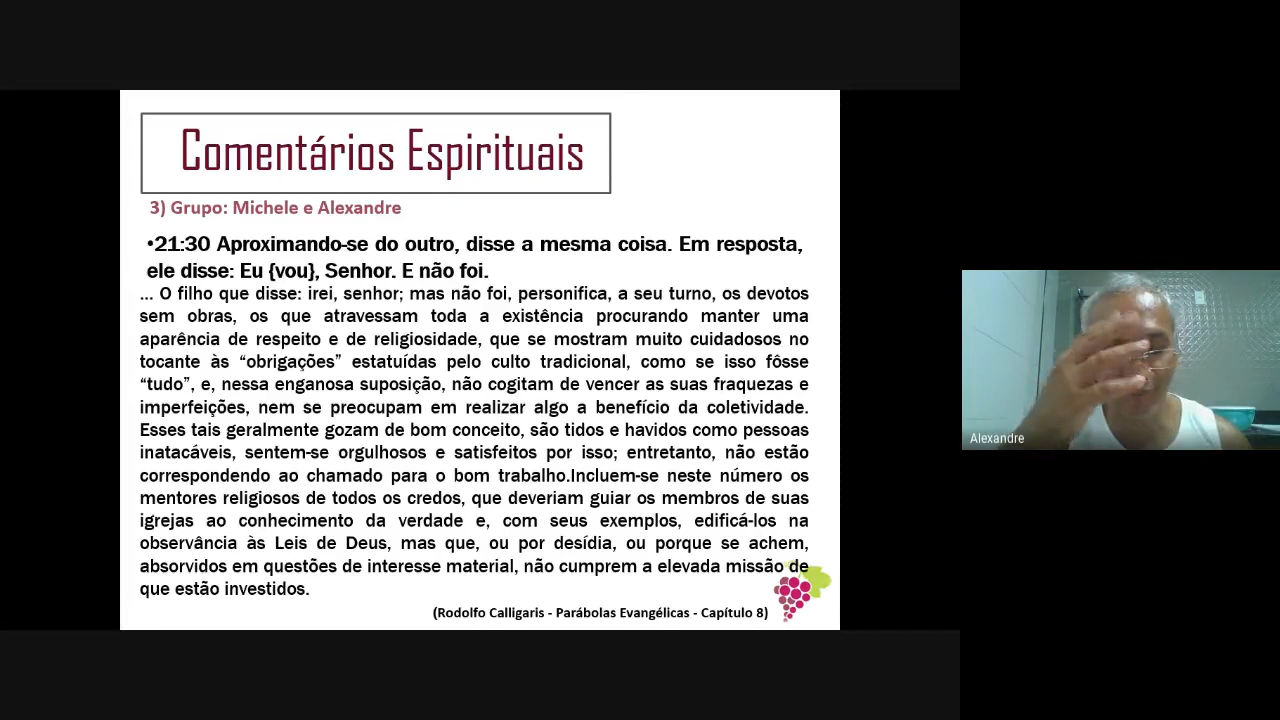 Comentários Espirituais
3) Grupo: Michele e Alexandre
•21:30 Aproximando-se do outro, disse a mesma coisa. Em resposta,
ele disse: Eu {vou}, Senhor. E não foi.
... O filho que disse: irei, senhor; mas não foi, personifica, a seu turno, os devotos
sem obras, os que atravessam toda a existência procurando manter uma
aparência de respeito e de religiosidade, que se mostram muito cuidadosos no
tocante às “obrigações” estatuídas pelo culto tradicional, como se isso fôsse
“tudo”, e, nessa enganosa suposição, não cogitam de vencer as suas fraquezas e
imperfeições, nem se preocupam em realizar algo a benefício da coletividade.
Esses tais geralmente gozam de bom conceito, são tidos e havidos como pessoas
inatacáveis, sentem-se orgulhosos e satisfeitos por isso; entretanto, não estão
correspondendo ao chamado para o bom trabalho.Incluem-se neste número os
mentores religiosos de todos os credos, que deveriam guiar os membros de suas
igrejas ao conhecimento da verdade e, com seus exemplos, edificá-los na
observância às Leis de Deus, mas que, ou por desídia, ou porque se achem,
absorvidos em questões de interesse material, não cumprem a elevada missão de
que estão investidos.
(Rodolfo Calligaris - Parábolas Evangélicas - Capítulo 8)
Alexandre